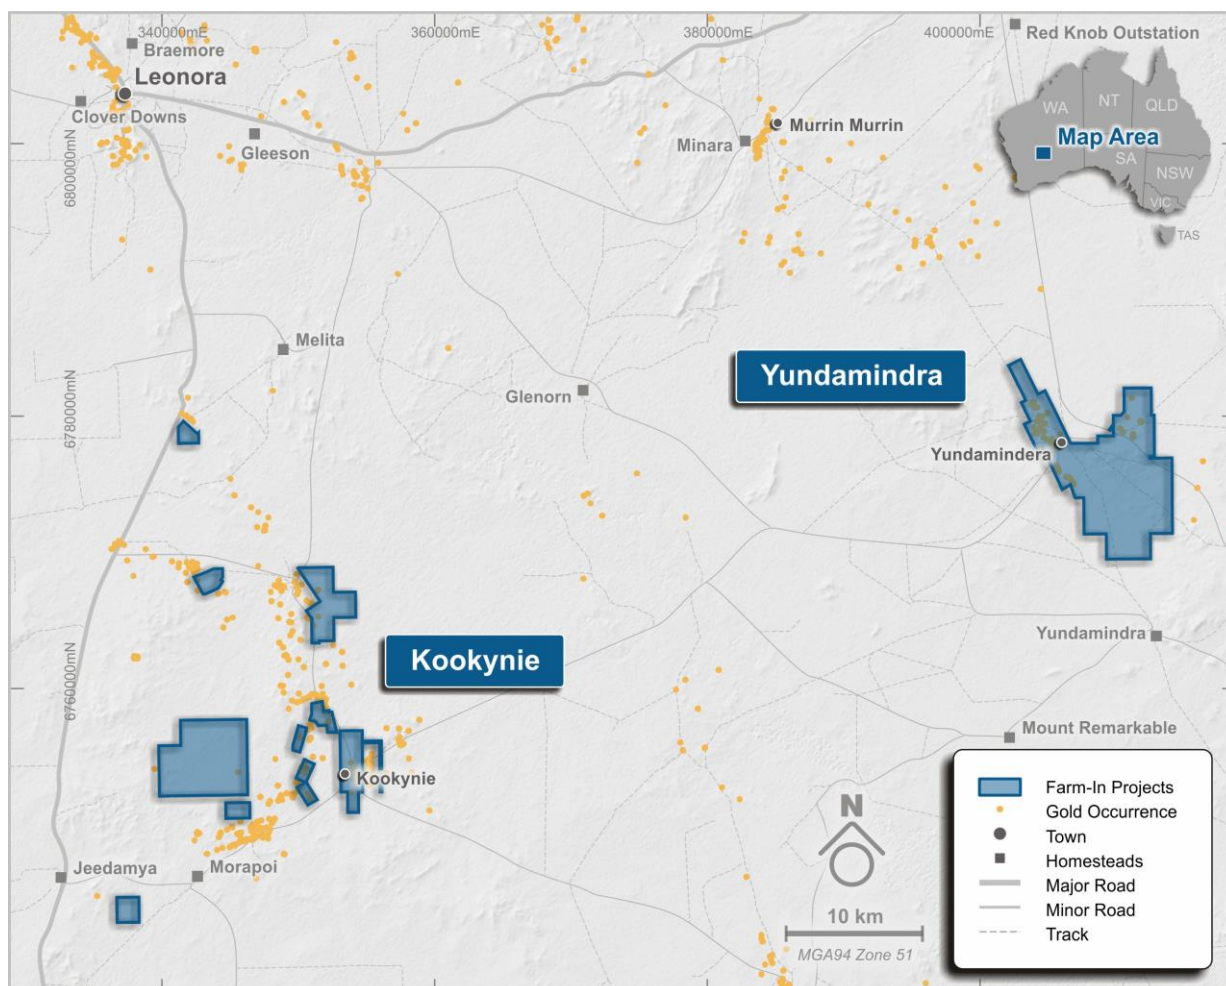 340000mE
360000mE
380000mE
400000mE
Red Knob Outstation
Braemore
Leonora
Clover Downs
Gleeson
Murrin Murrin
Minara
6800000mN
WA
NT
QLD
Map Area
SA
NSW
VIC
TAS
Melita
Glenorn
Yundamindra
6780000mN
Yundamindera
Kookynie
Yundamindra
6760000mN
Mount Remarkable
Kookynie
Jeedamya
Morapoi
N
10 km
MGA94 Zone 51
Farm-In Projects
Gold Occurrence
Town
Homesteads
Major Road
Minor Road
Track